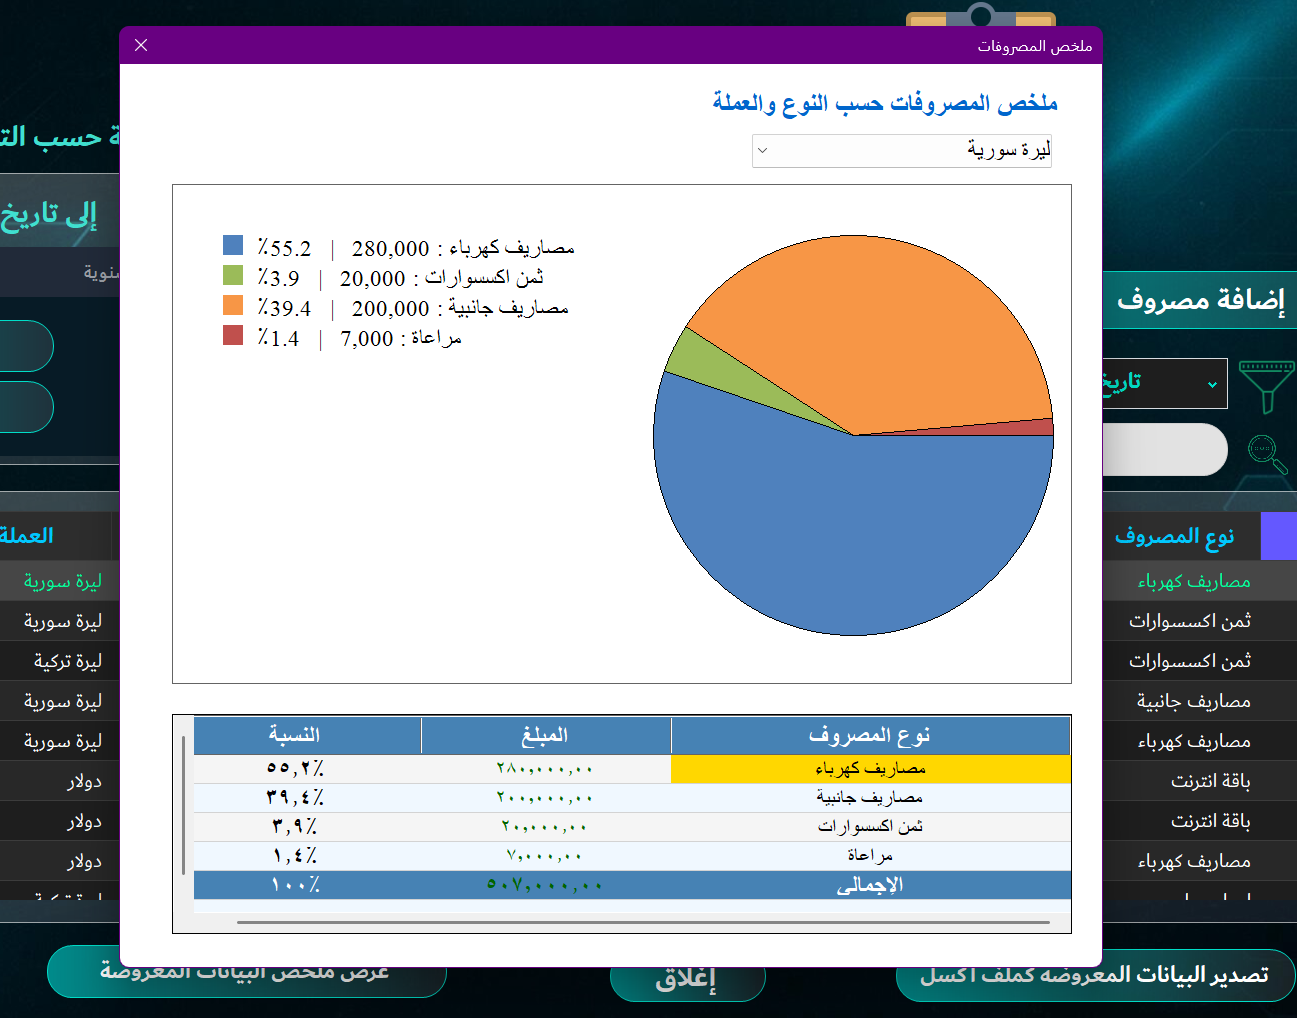 ملخص المصروفات
ملخص المصروفات حسب النوع والعملة
ليرة سورية
مصاريف كهرباء : 280,000 | 55.2٪
ثمن اكسسوارات : 20,000 | 3.9٪
مصاريف جانبية : 200,000 | 39.4٪
مراعاة : 7,000 | 1.4٪
نوع المصروف المبلغ النسبة
مصاريف كهرباء ٢٨٠,٠٠٠,٠٠ ٥٥,٢٪
مصاريف جانبية ٢٠٠,٠٠٠,٠٠ ٣٩,٤٪
ثمن اكسسوارات ٢٠,٠٠٠,٠٠ ٣,٩٪
مراعاة ٧,٠٠٠,٠٠ ١,٤٪
الإجمالي ٥٠٧,٠٠٠,٠٠ ١٠٠٪
إضافة مصروف
تاريخ
نوع المصروف
مصاريف كهرباء
ثمن اكسسوارات
ثمن اكسسوارات
مصاريف جانبية
مصاريف كهرباء
باقة انترنت
باقة انترنت
مصاريف كهرباء
حسب
إلى تاريخ
العملة
ليرة سورية
ليرة سورية
ليرة تركية
ليرة سورية
ليرة سورية
دولار
دولار
دولار
تصدير البيانات المعروضة كملف اكسل
إغلاق
عرض ملخص البيانات المعروضة